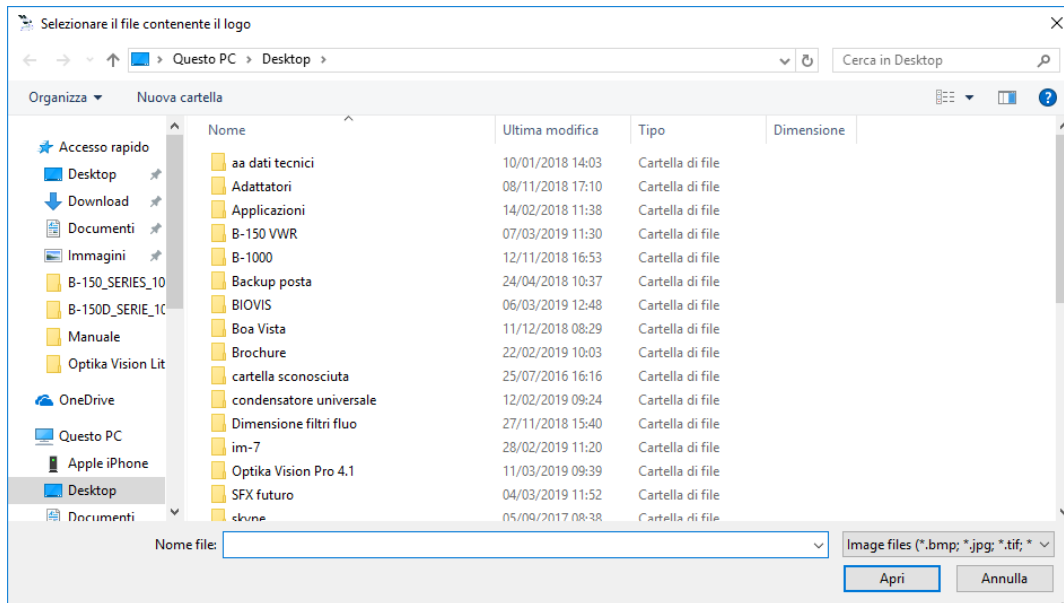 Selezionare il file contenente il logo
Questo PC > Desktop >
Cerca in Desktop
Organizza
Nuova cartella
Nome
Ultima modifica
Tipo
Dimensione
Accesso rapido
Desktop
Download
Documenti
Immagini
B-150_SERIES_10
B-150D_SERIE_10
Manuale
Optika Vision Lit
OneDrive
Questo PC
Apple iPhone
Desktop
Documenti
aa dati tecnici 10/01/2018 14:03 Cartella di file
Adattatori 08/11/2018 17:10 Cartella di file
Applicazioni 14/02/2018 11:38 Cartella di file
B-150 VWR 07/03/2019 11:30 Cartella di file
B-1000 12/11/2018 16:53 Cartella di file
Backup posta 24/04/2018 10:37 Cartella di file
BIOVIS 06/03/2019 12:48 Cartella di file
Boa Vista 11/12/2018 08:29 Cartella di file
Brochure 22/02/2019 10:03 Cartella di file
cartella sconosciuta 25/07/2016 16:16 Cartella di file
condensatore universale 12/02/2019 09:24 Cartella di file
Dimensione filtri fluo 27/11/2018 15:40 Cartella di file
im-7 28/02/2019 11:20 Cartella di file
Optika Vision Pro 4.1 11/03/2019 09:39 Cartella di file
SFX futuro 04/03/2019 11:52 Cartella di file
skype 05/09/2017 08:38 Cartella di file
Nome file:
Image files (*.bmp; *.jpg; *.tif; *
Apri
Annulla